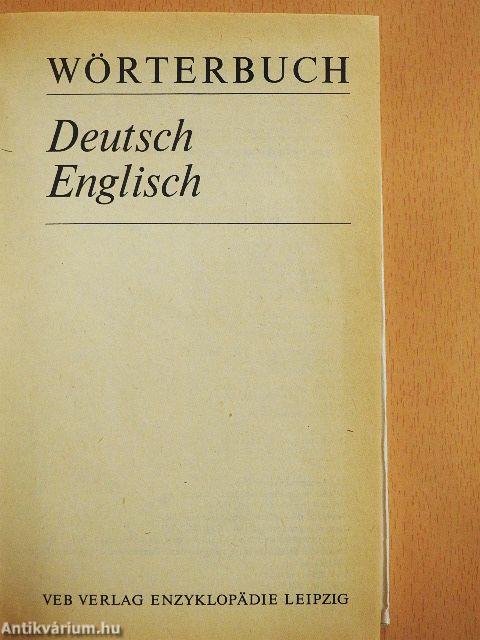 WÖRTERBUCH
Deutsch
Englisch
VEB VERLAG ENZYKLOPÄDIE LEIPZIG
Antikvárium.hu